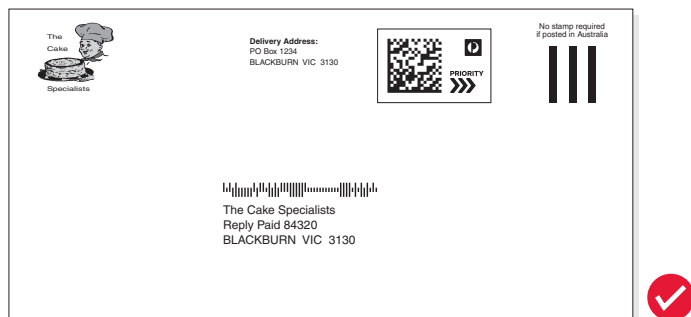 The
Cake
Specialists
Delivery Address:
PO Box 1234
BLACKBURN VIC 3130
PRIORITY
No stamp required
if posted in Australia
The Cake Specialists
Reply Paid 84320
BLACKBURN VIC 3130